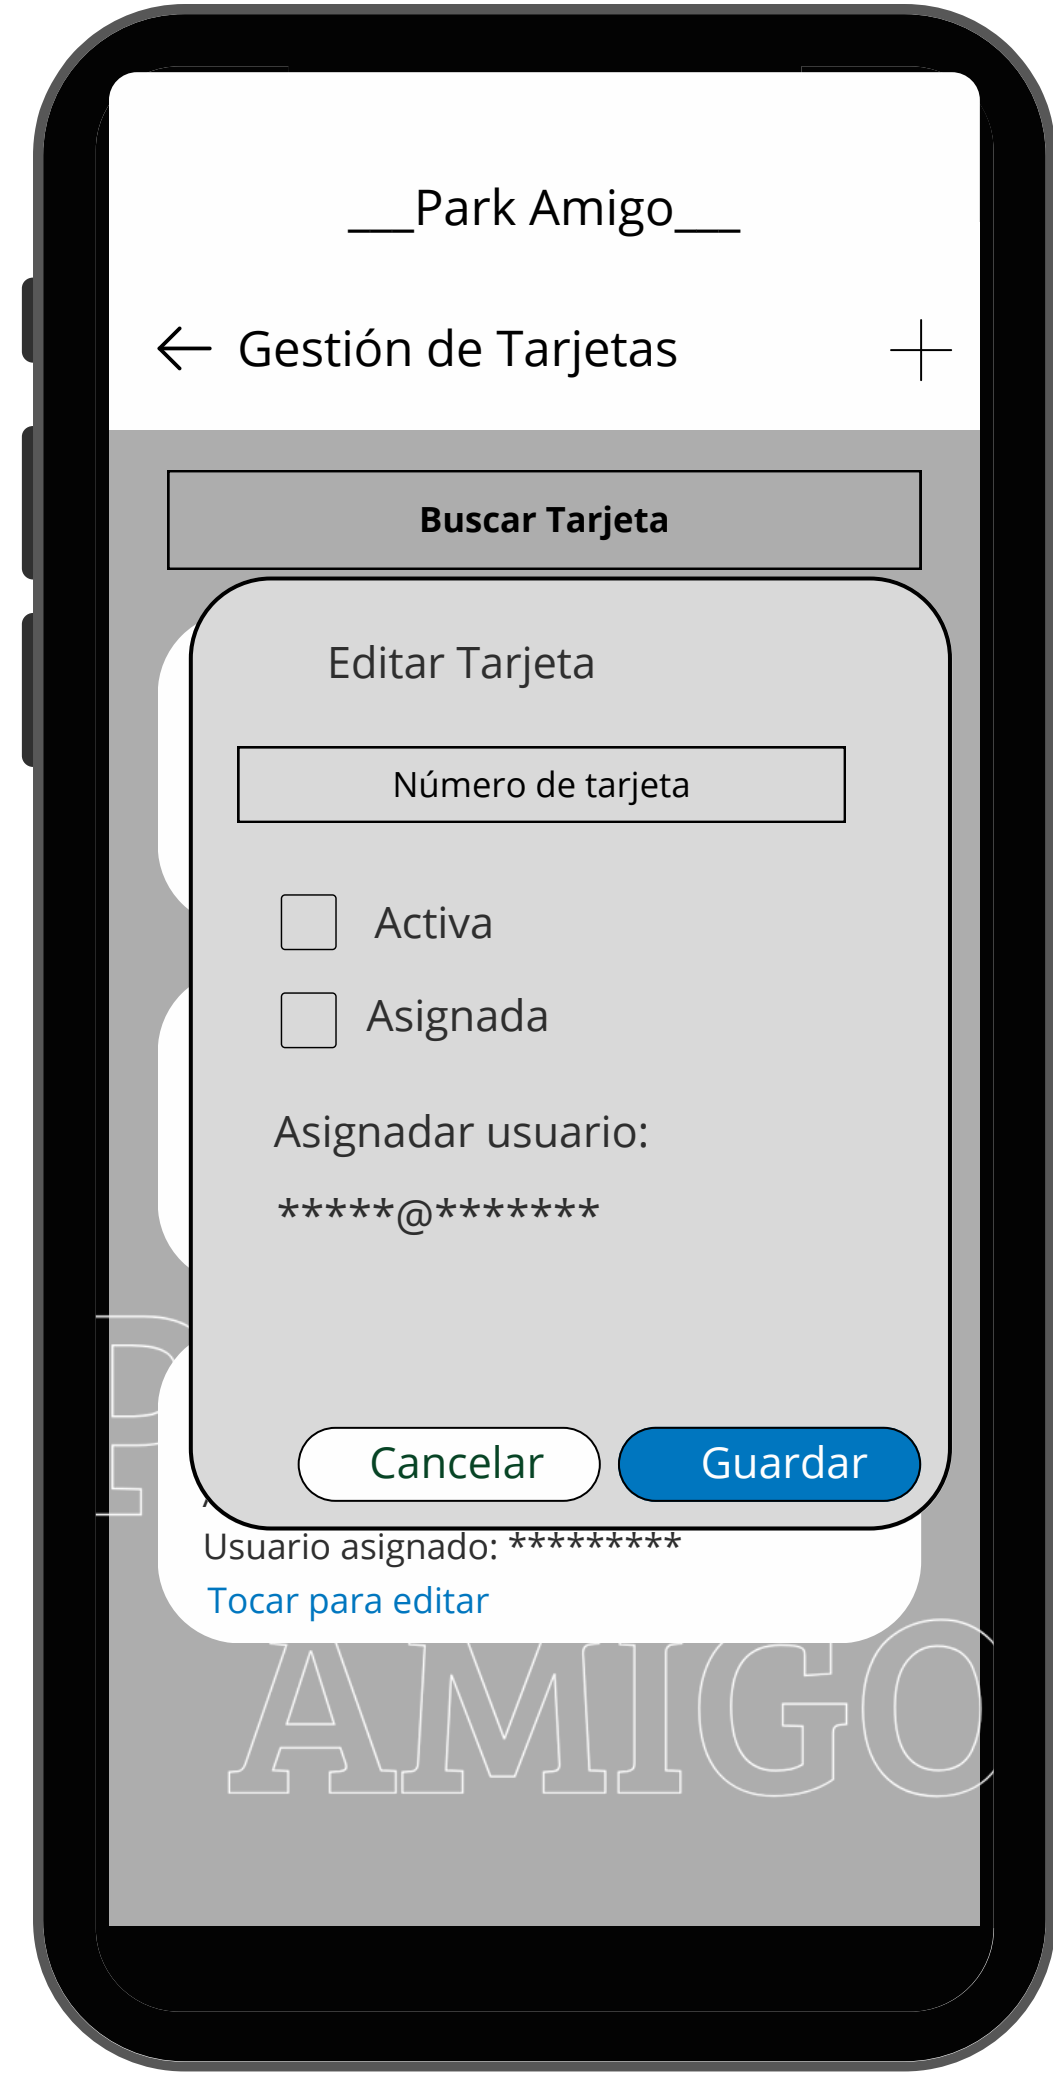 ___Park Amigo___
Gestión de Tarjetas
Buscar Tarjeta
Editar Tarjeta
Número de tarjeta
Activa
Asignada
Asignadar usuario:
*****@*******
Cancelar
Guardar
Usuario asignado: *********
Tocar para editar
AMIGO